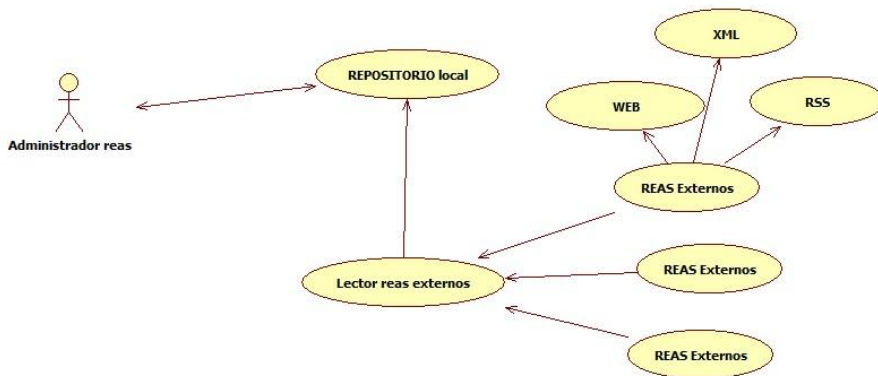 XML
REPOSITORIO local
WEB
RSS
Administrador reas
REAS Externos
REAS Externos
Lector reas externos
REAS Externos